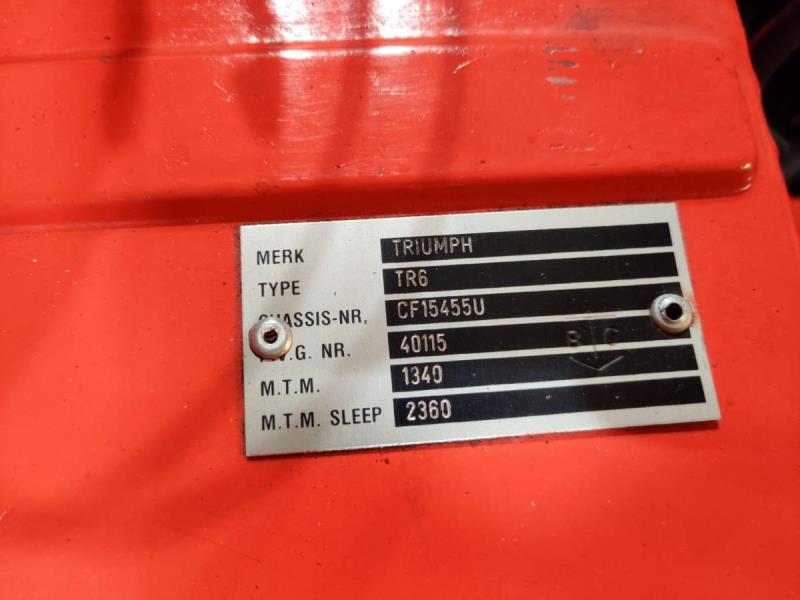 MERK TRIUMPH
TYPE TR6
CHASSIS-NR. CF15455U
.V.G. NR. 40115
M.T.M. 1340
M.T.M. SLEEP 2360
B C